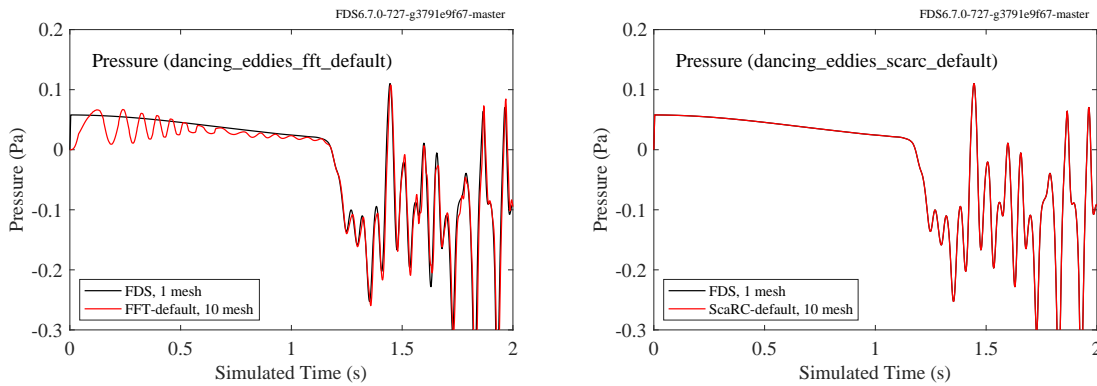 FDS6.7.0-727-g3791e9f67-master
Pressure (dancing_eddies_fft_default)
Pressure (Pa)
0.2
0.1
0
-0.1
-0.2
-0.3
FDS, 1 mesh
FFT-default, 10 mesh
0
0.5
1
1.5
2
Simulated Time (s)
FDS6.7.0-727-g3791e9f67-master
Pressure (dancing_eddies_scarc_default)
Pressure (Pa)
0.2
0.1
0
-0.1
-0.2
-0.3
FDS, 1 mesh
ScaRC-default, 10 mesh
0
0.5
1
1.5
2
Simulated Time (s)